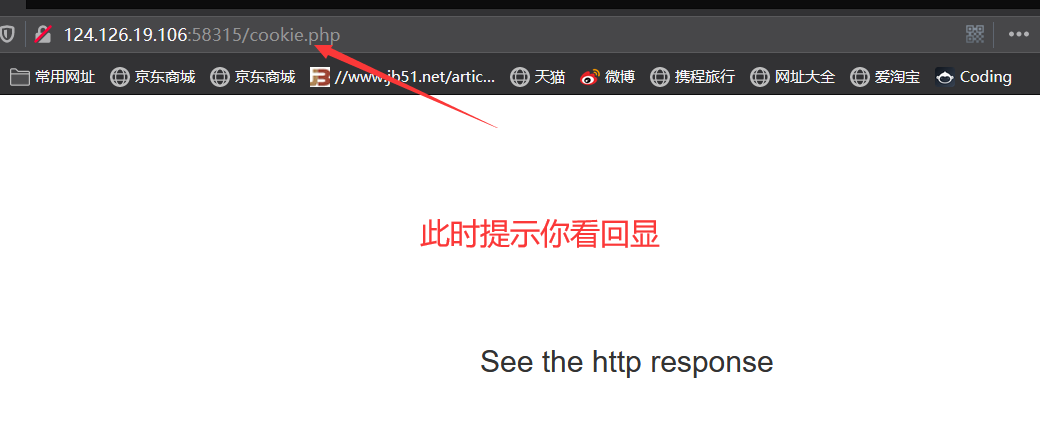 124.126.19.106:58315/cookie.php
常用网址 京东商城 京东商城 //www.jb51.net/artic... 天猫 微博 携程旅行 网址大全 爱淘宝 Coding
此时提示你看回显
See the http response